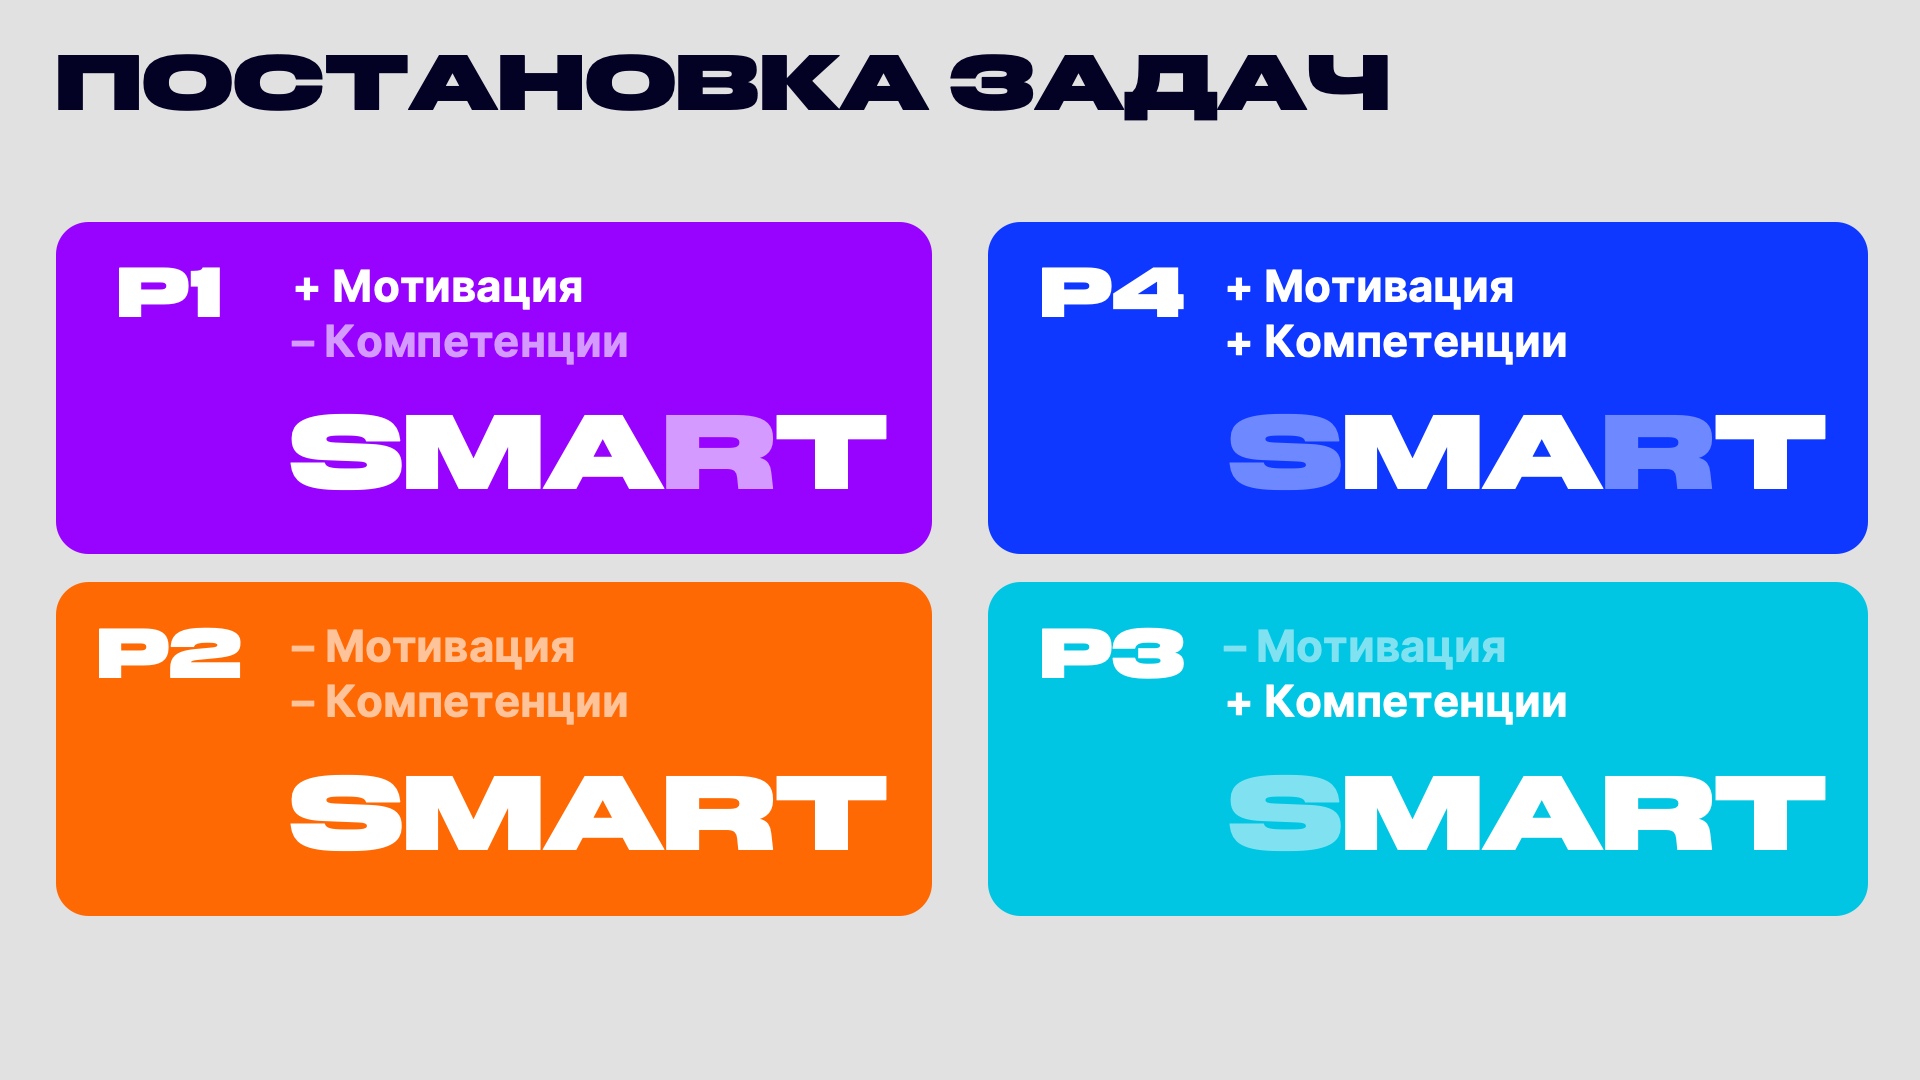 ПОСТАНОВКА ЗАДАЧ
P1
+ Мотивация
– Компетенции
SMART
P4
+ Мотивация
+ Компетенции
SMART
P2
– Мотивация
– Компетенции
SMART
P3
– Мотивация
+ Компетенции
SMART